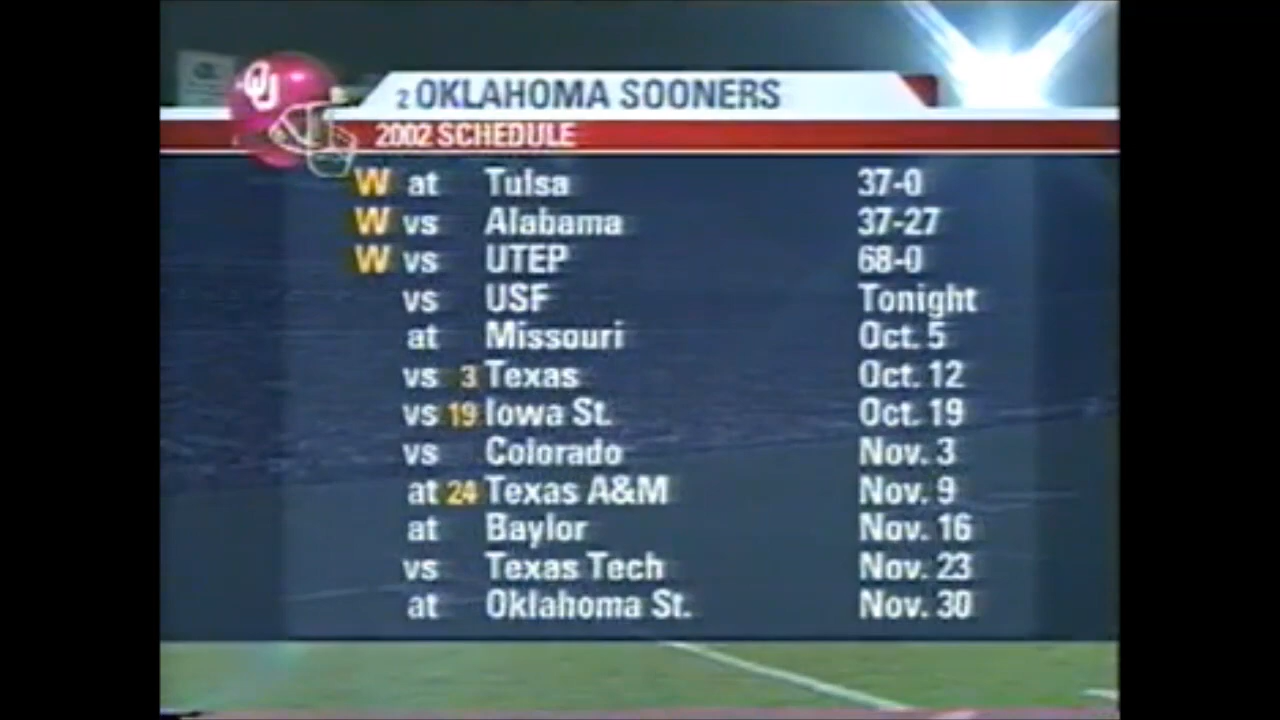 OU
2 OKLAHOMA SOONERS
2002 SCHEDULE
W at Tulsa 37-0
W vs Alabama 37-27
W vs UTEP 68-0
vs USF Tonight
at Missouri Oct. 5
vs 3 Texas Oct. 12
vs 19 Iowa St. Oct. 19
vs Colorado Nov. 3
at 24 Texas A&M Nov. 9
at Baylor Nov. 16
vs Texas Tech Nov. 23
at Oklahoma St. Nov. 30